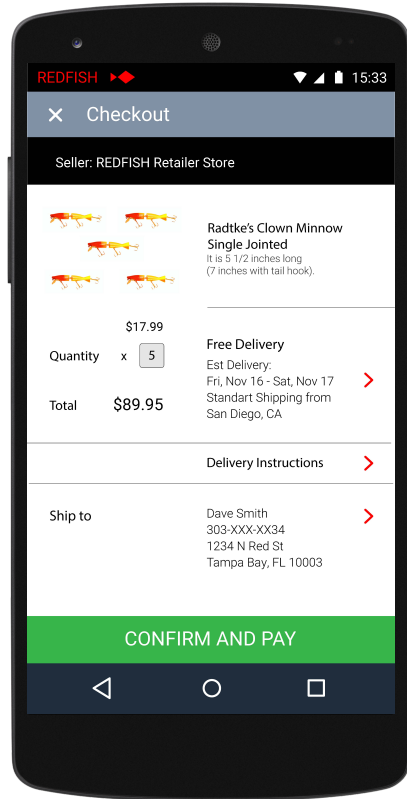 REDFISH
15:33
Checkout
Seller: REDFISH Retailer Store
Radtke's Clown Minnow
Single Jointed
It is 5 1/2 inches long
(7 inches with tail hook).
$17.99
Quantity x 5
Total $89.95
Free Delivery
Est Delivery:
Fri, Nov 16 - Sat, Nov 17
Standart Shipping from
San Diego, CA
Delivery Instructions
Ship to
Dave Smith
303-XXX-XX34
1234 N Red St
Tampa Bay, FL 10003
CONFIRM AND PAY